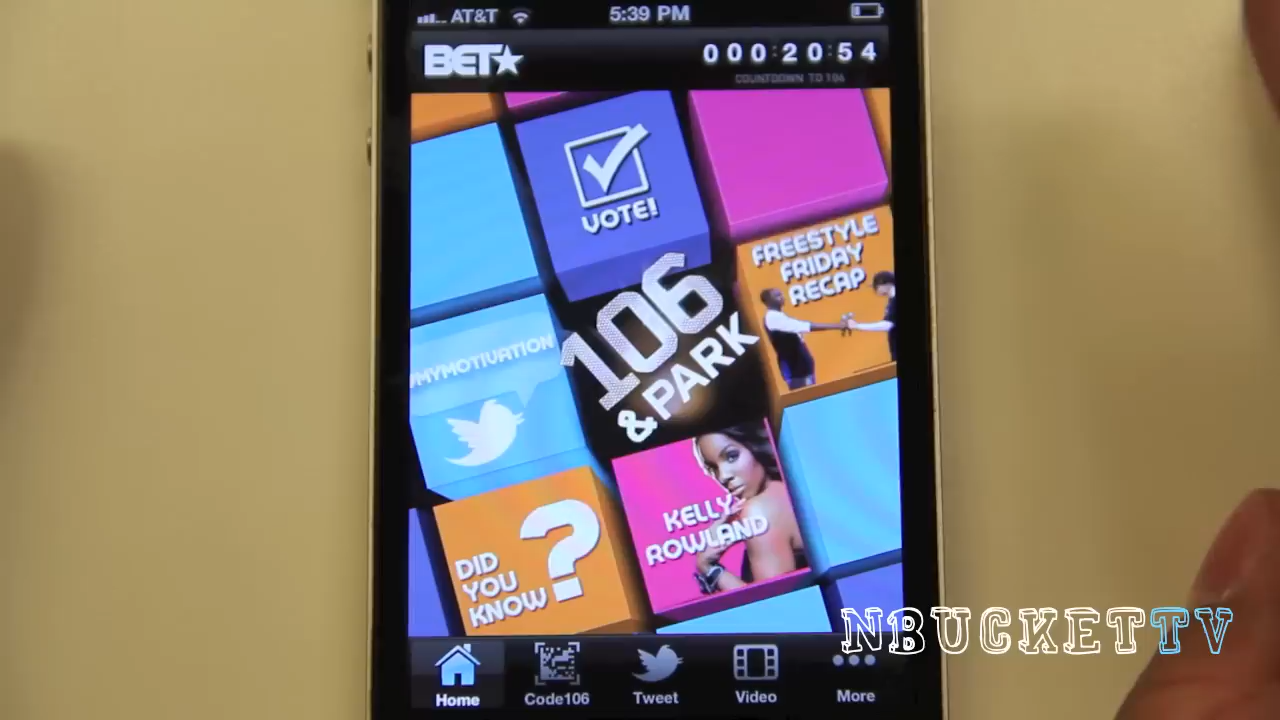 AT&T
5:39 PM
BET
000:20:54
COUNTDOWN TO 106
VOTE!
FREESTYLE
FRIDAY
RECAP
#MYMOTIVATION
106
& PARK
KELLY
ROWLAND
DID
YOU
KNOW
?
NBUCKETTV
Home
Code106
Tweet
Video
More